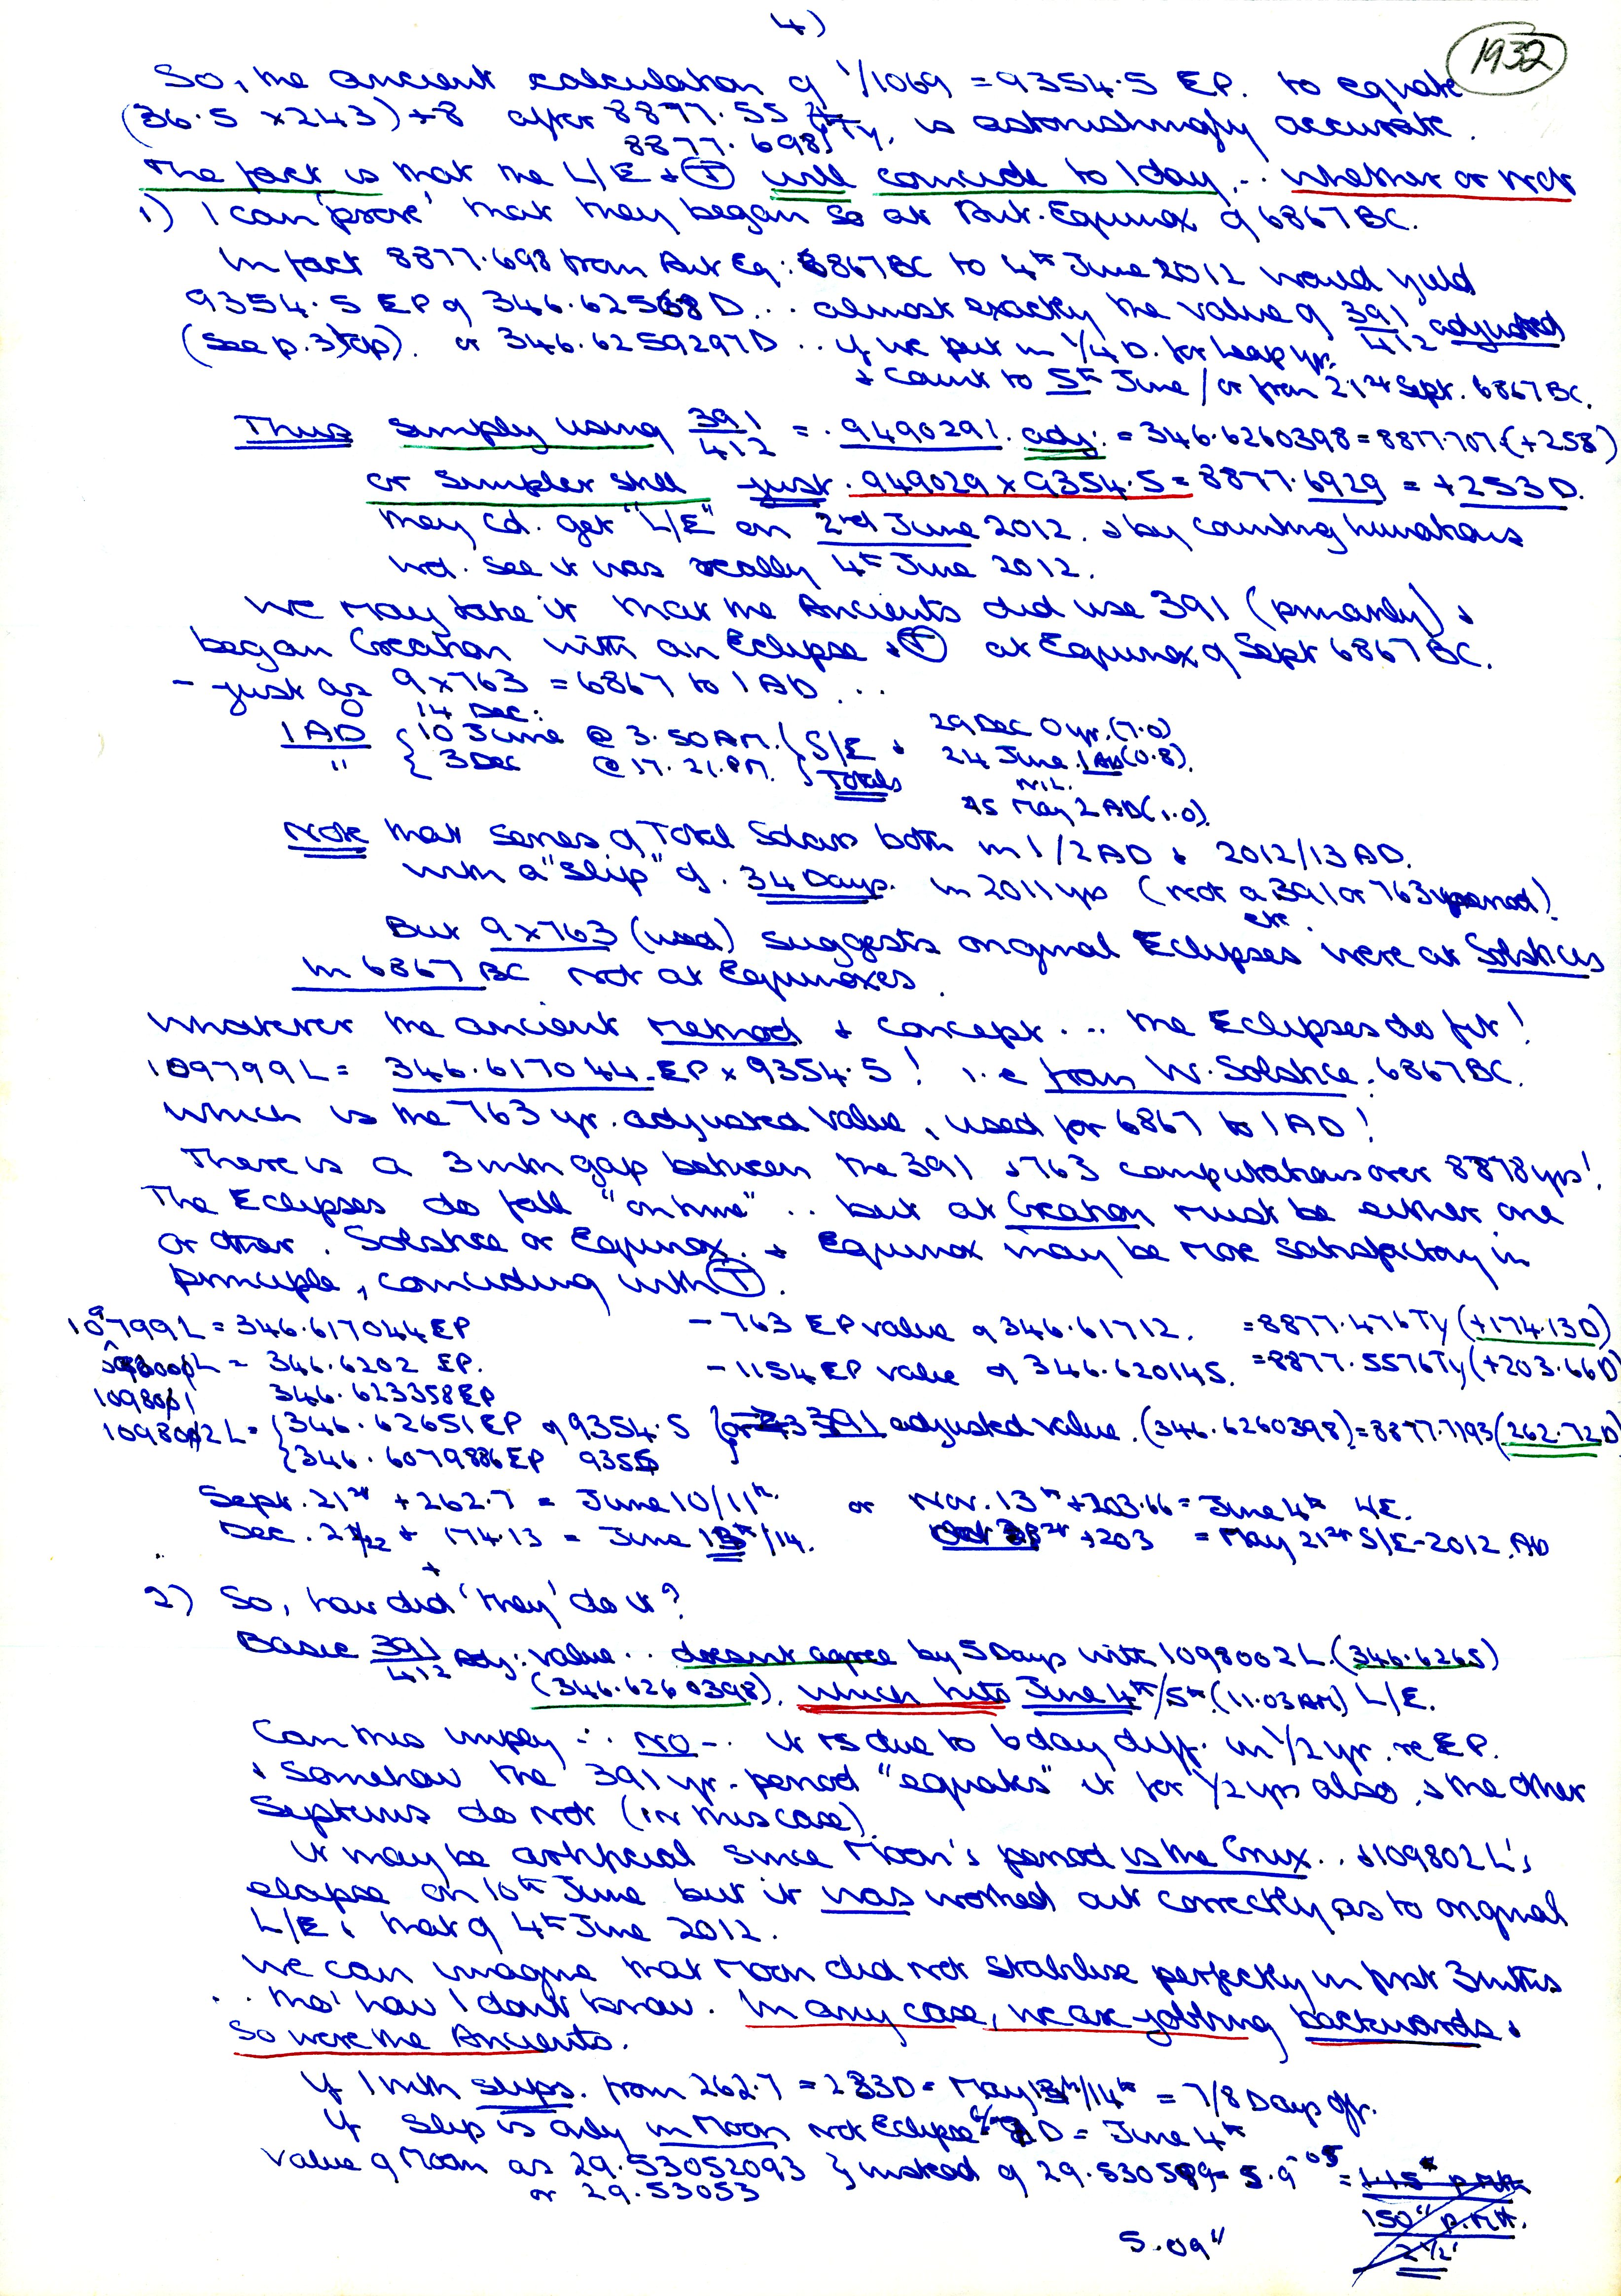 4)
1932
So, the ancient calculation of 1/1069 = 9354.5 EP. to equate
(36.5 x 243) + 8 after 8877.55 Ty. is astonishingly accurate.
8877.698
The fact is that the L/E + (T) will coincide to 1 day, .. whether or not
1) I can 'prove' that they began so at Aut. Equinox of 6867 BC.
In fact 8877.698 from Aut Eq: 6867 BC to 4th June 2012 would yield
9354.5 EP of 346.62568 D... almost exactly the value of 391/412 adjusted
(see p.3 top). or 346.6259297 D .. if we put in 1/4 D. for leap yr.
+ count to 5th June / or from 21st Sept. 6867 BC.
Thus simply using 391/412 = .9490291. adj: = 346.6260398 = 8877.707 (+258)
or simpler still just .949029 x 9354.5 = 8877.6929 = +253 D.
They cd. get "L/E" on 2nd June 2012. & by counting lunations
wd. see it was really 4th June 2012.
We may take it that the Ancients did use 391 (primarily) &
began Creation with an Eclipse + (T) at Equinox of Sept 6867 BC.
- just as 9 x 763 = 6867 to 1 AD ...
0 14 Dec:
1 AD { 10 June @ 3.50 AM. } S/E + 29 Dec 0 yr. (7.0)
" { 3 Dec @ 17.21. PM. } Totals 24 June 1 AD (0.8).
NIL.
15 May 2 AD (1.0).
Note that series of Total Solars both in 1/2 AD & 2012/13 AD.
with a "slip" of 34 Days. in 2011 yrs (not a 391 or 763 yr period).
etc.
But 9 x 763 (used) suggests original Eclipses were at Solstices
in 6867 BC not at Equinoxes.
Whatever the ancient method & concept ... the Eclipses do fit!
109799 L = 346.617044 EP x 9354.5! i.e from W. Solstice. 6867 BC.
Which is the 763 yr. adjusted value, used for 6867 to 1 AD!
There is a 3 mth gap between the 391 & 763 computations over 8878 yrs!
The Eclipses do fall "on time" .. but at Creation must be either one
or other. Solstice or Equinox. & Equinox may be more satisfactory in
principle, coinciding with (T).
109799 L = 346.617044 EP - 763 EP value of 346.61712. = 8877.476 Ty (+174.13 D)
L = 346.6202 EP. - 1154 EP value of 346.620145. = 8877.5576 Ty (+203.66 D)
109801 346.623358 EP
109802 L = { 346.62651 EP of 9354.5 391 adjusted value. (346.6260398) = 8877.7193 (262.72 D)
{ 346.6079886 EP 9355
Sept. 21st + 262.7 = June 10/11th. or Nov. 13th + 203.66 = June 4th L/E.
Dec. 21/22 + 174.13 = June 13th/14. +203 = May 21st S/E - 2012. AD
2) So, how did 'they' do it?
Basic 391/412 Adj: value .. doesn't agree by 5 Days with 1098002 L. (346.6265)
(346.6260398). which hits June 4th/5th. (11.03 AM) L/E.
Can this imply ∴ No - it is due to 6 day diff. in 1/2 yr. re EP.
& Somehow the 391 yr. period "equates" it for 1/2 yrs also, & the other
Systems do not (in this case).
It may be artificial since Moon's period is the Crux .. & 109802 L's
elapse on 10th June but it was worked out correctly as to original
L/E, that of 4th June 2012.
We can imagine that Moon did not stabilise perfectly in first 3 mths
.. tho' how I don't know. In any case, we are jobbing backwards &
So were the Ancients.
If 1 mth slips. from 262.7 = 233 D = May 13th/14th = 7/8 Days off.
If slip is only in Moon not Eclipse D = June 4th
Value of Moon as 29.53052093 } instead of 29.530589 = 5.9 -05 =
or 29.53053
150" p.Mth.
2 1/2'
5.09"